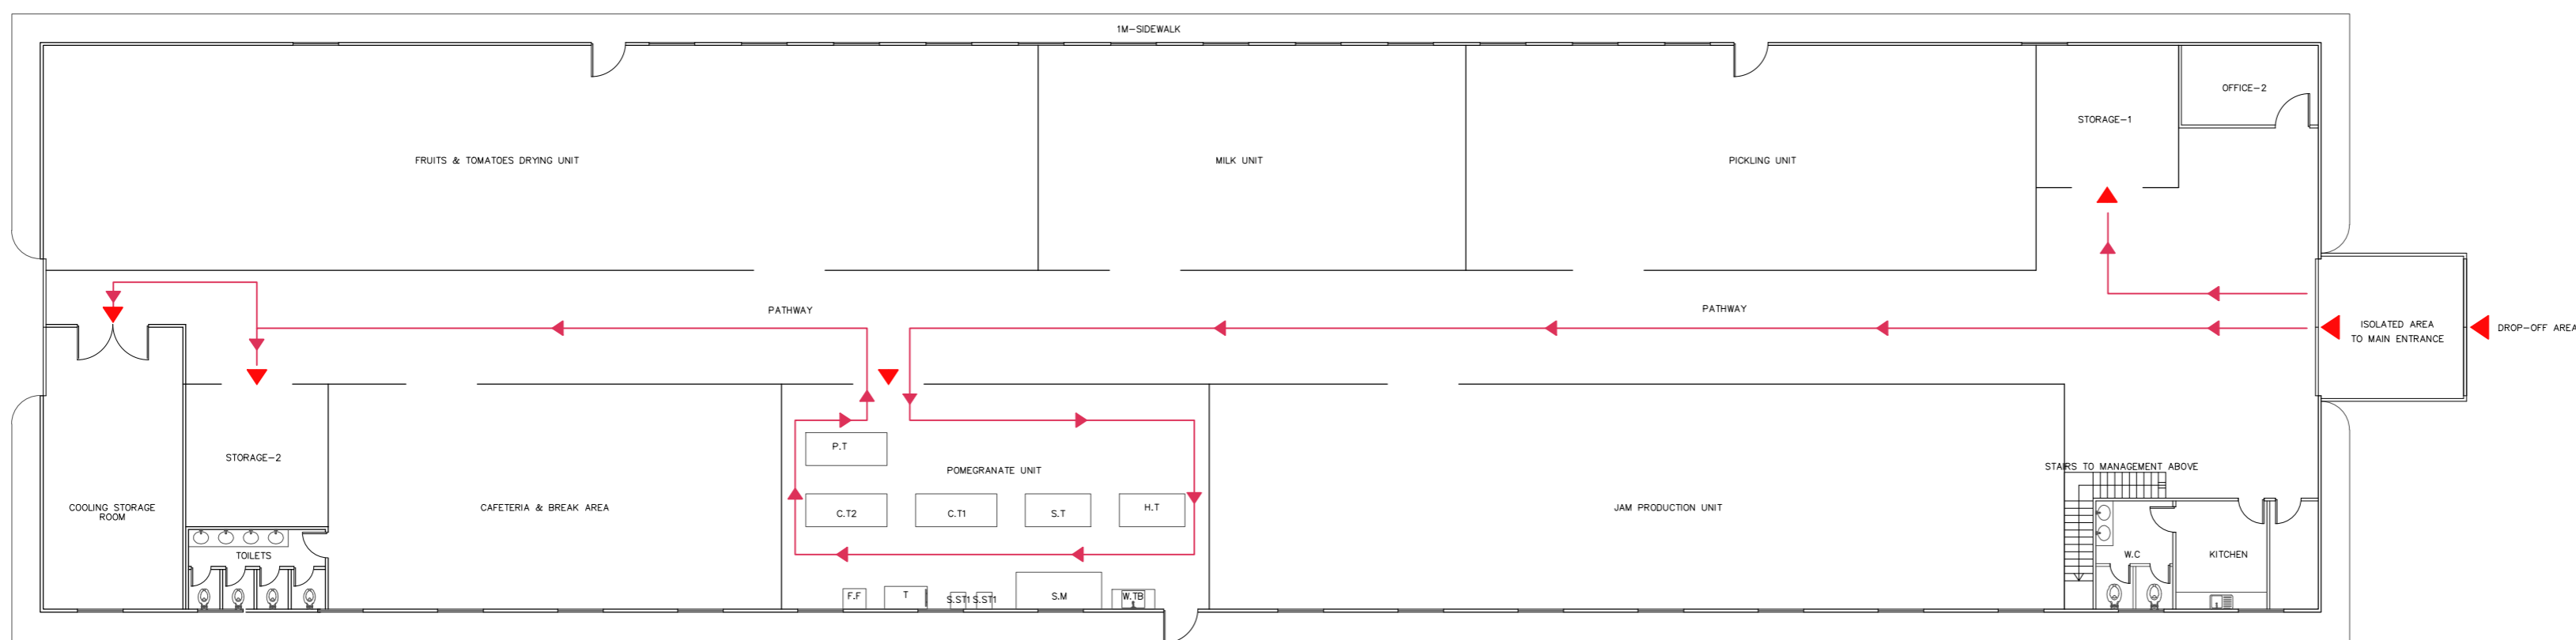 1M-SIDEWALK
OFFICE-2
STORAGE-1
FRUITS & TOMATOES DRYING UNIT
MILK UNIT
PICKLING UNIT
PATHWAY
PATHWAY
ISOLATED AREA
TO MAIN ENTRANCE
DROP-OFF AREA
P.T
STORAGE-2
POMEGRANATE UNIT
STAIRS TO MANAGEMENT ABOVE
COOLING STORAGE
ROOM
CAFETERIA & BREAK AREA
C.T2
C.T1
S.T
H.T
JAM PRODUCTION UNIT
TOILETS
W.C
KITCHEN
F.F
T
S.ST1
S.ST1
S.M
W.TB